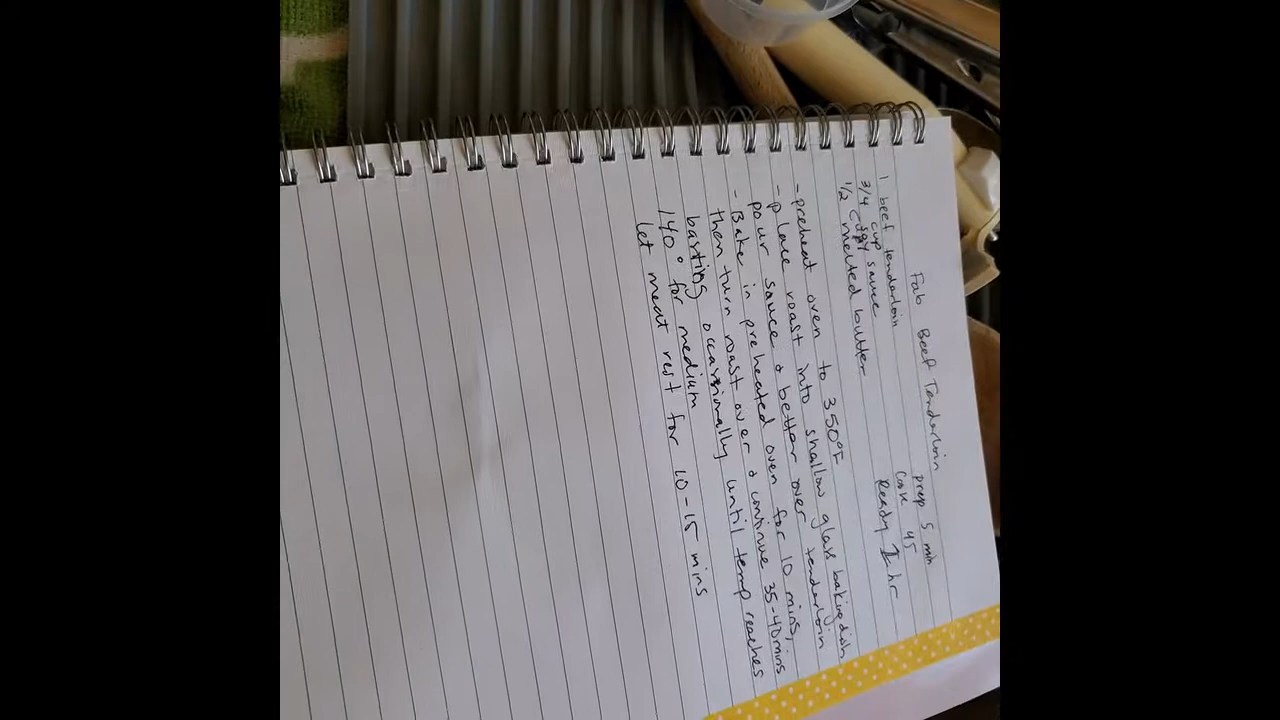 Fab Beef Tenderloin
prep 5 min
Cook 45
Ready 1 hr
1 beef tenderloin
3/4 cup soy sauce
1/2 cup melted butter
- preheat oven to 350°F
- place roast into shallow glass baking dish
pour sauce & better over tenderloin
- Bake in preheated oven for 10 mins,
then turn roast over & continue 35-40mins
basting occassionally until temp reaches
140° for medium
let meat rest for 10-15 mins